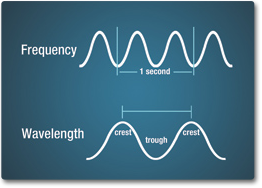 Frequency
1 second
Wavelength
crest
trough
crest